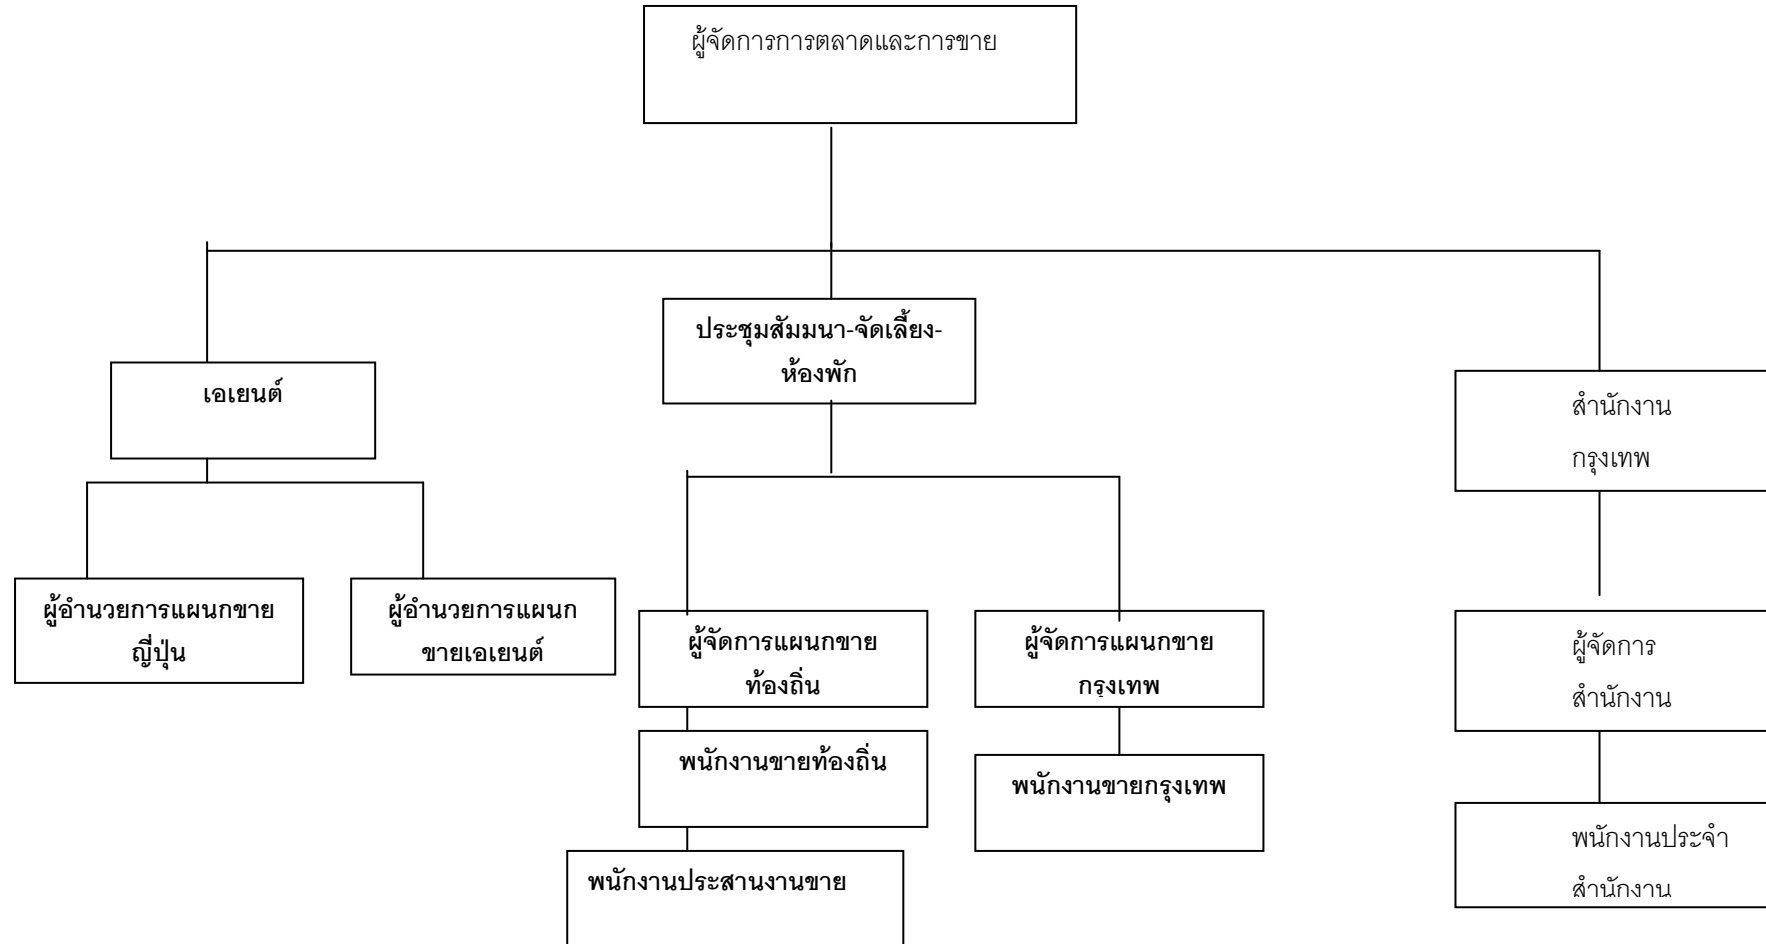 ผู้จัดการการตลาดและการขาย
ประชุมสัมมนา-จัดเลี้ยง-
ห้องพัก
เอเยนต์
สำนักงาน
กรุงเทพ
ผู้อำนวยการแผนกขาย
ญี่ปุ่น
ผู้อำนวยการแผนก
ขายเอเยนต์
ผู้จัดการแผนกขาย
ท้องถิ่น
ผู้จัดการแผนกขาย
กรุงเทพ
ผู้จัดการ
สำนักงาน
พนักงานขายท้องถิ่น
พนักงานขายกรุงเทพ
พนักงานประจำ
สำนักงาน
พนักงานประสานงานขาย